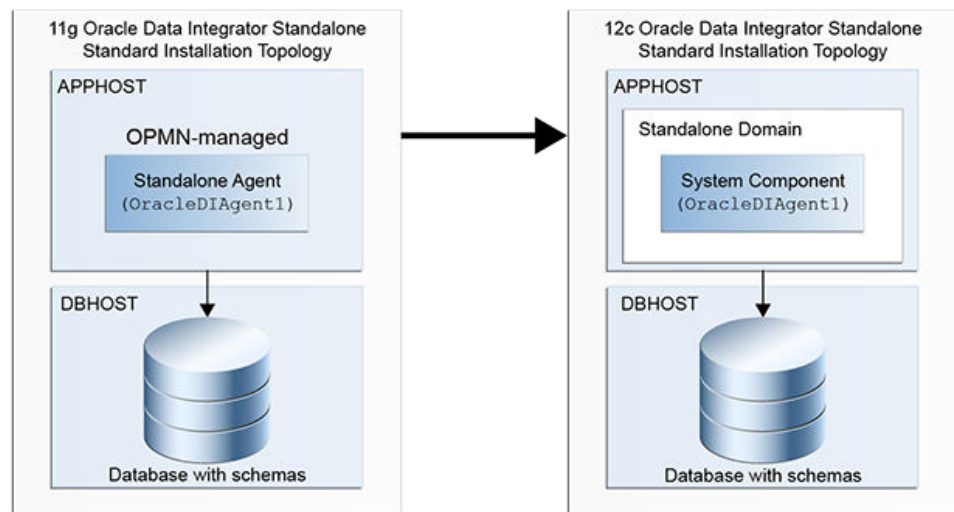 11g Oracle Data Integrator Standalone
Standard Installation Topology
APPHOST
OPMN-managed
Standalone Agent
(OracleDIAgent1)
DBHOST
Database with schemas
12c Oracle Data Integrator Standalone
Standard Installation Topology
APPHOST
Standalone Domain
System Component
(OracleDIAgent1)
DBHOST
Database with schemas